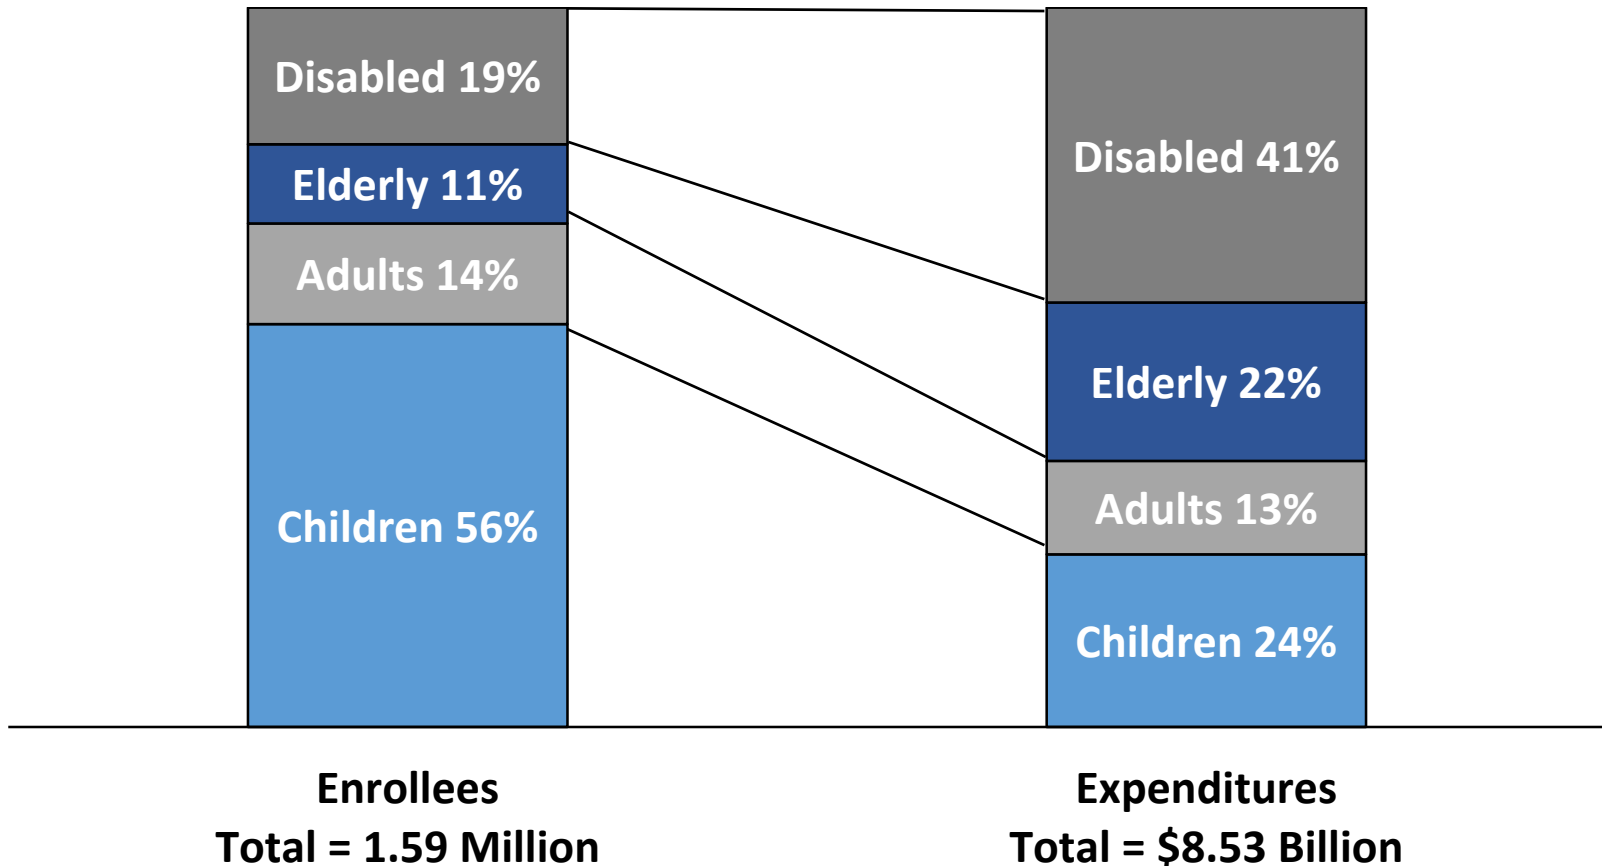 Disabled 19%
Elderly 11%
Adults 14%
Children 56%
Disabled 41%
Elderly 22%
Adults 13%
Children 24%
Enrollees
Total = 1.59 Million
Expenditures
Total = $8.53 Billion